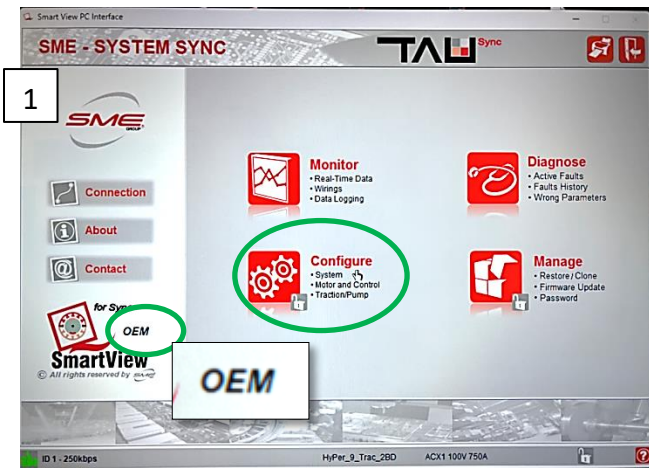 Smart View PC Interface
SME - SYSTEM SYNC
TAU Sync
1
SME
GROUP
Connection
About
Contact
for Sync
OEM
SmartView
© All rights reserved by sme
Monitor
• Real-Time Data
• Wirings
• Data Logging
Diagnose
• Active Faults
• Faults History
• Wrong Parameters
Configure
• System
• Motor and Control
• Traction/Pump
Manage
• Restore/Clone
• Firmware Update
• Password
OEM
ID 1 - 250kbps
HyPer_9_Trac_2BD
ACX1 100V 750A
?